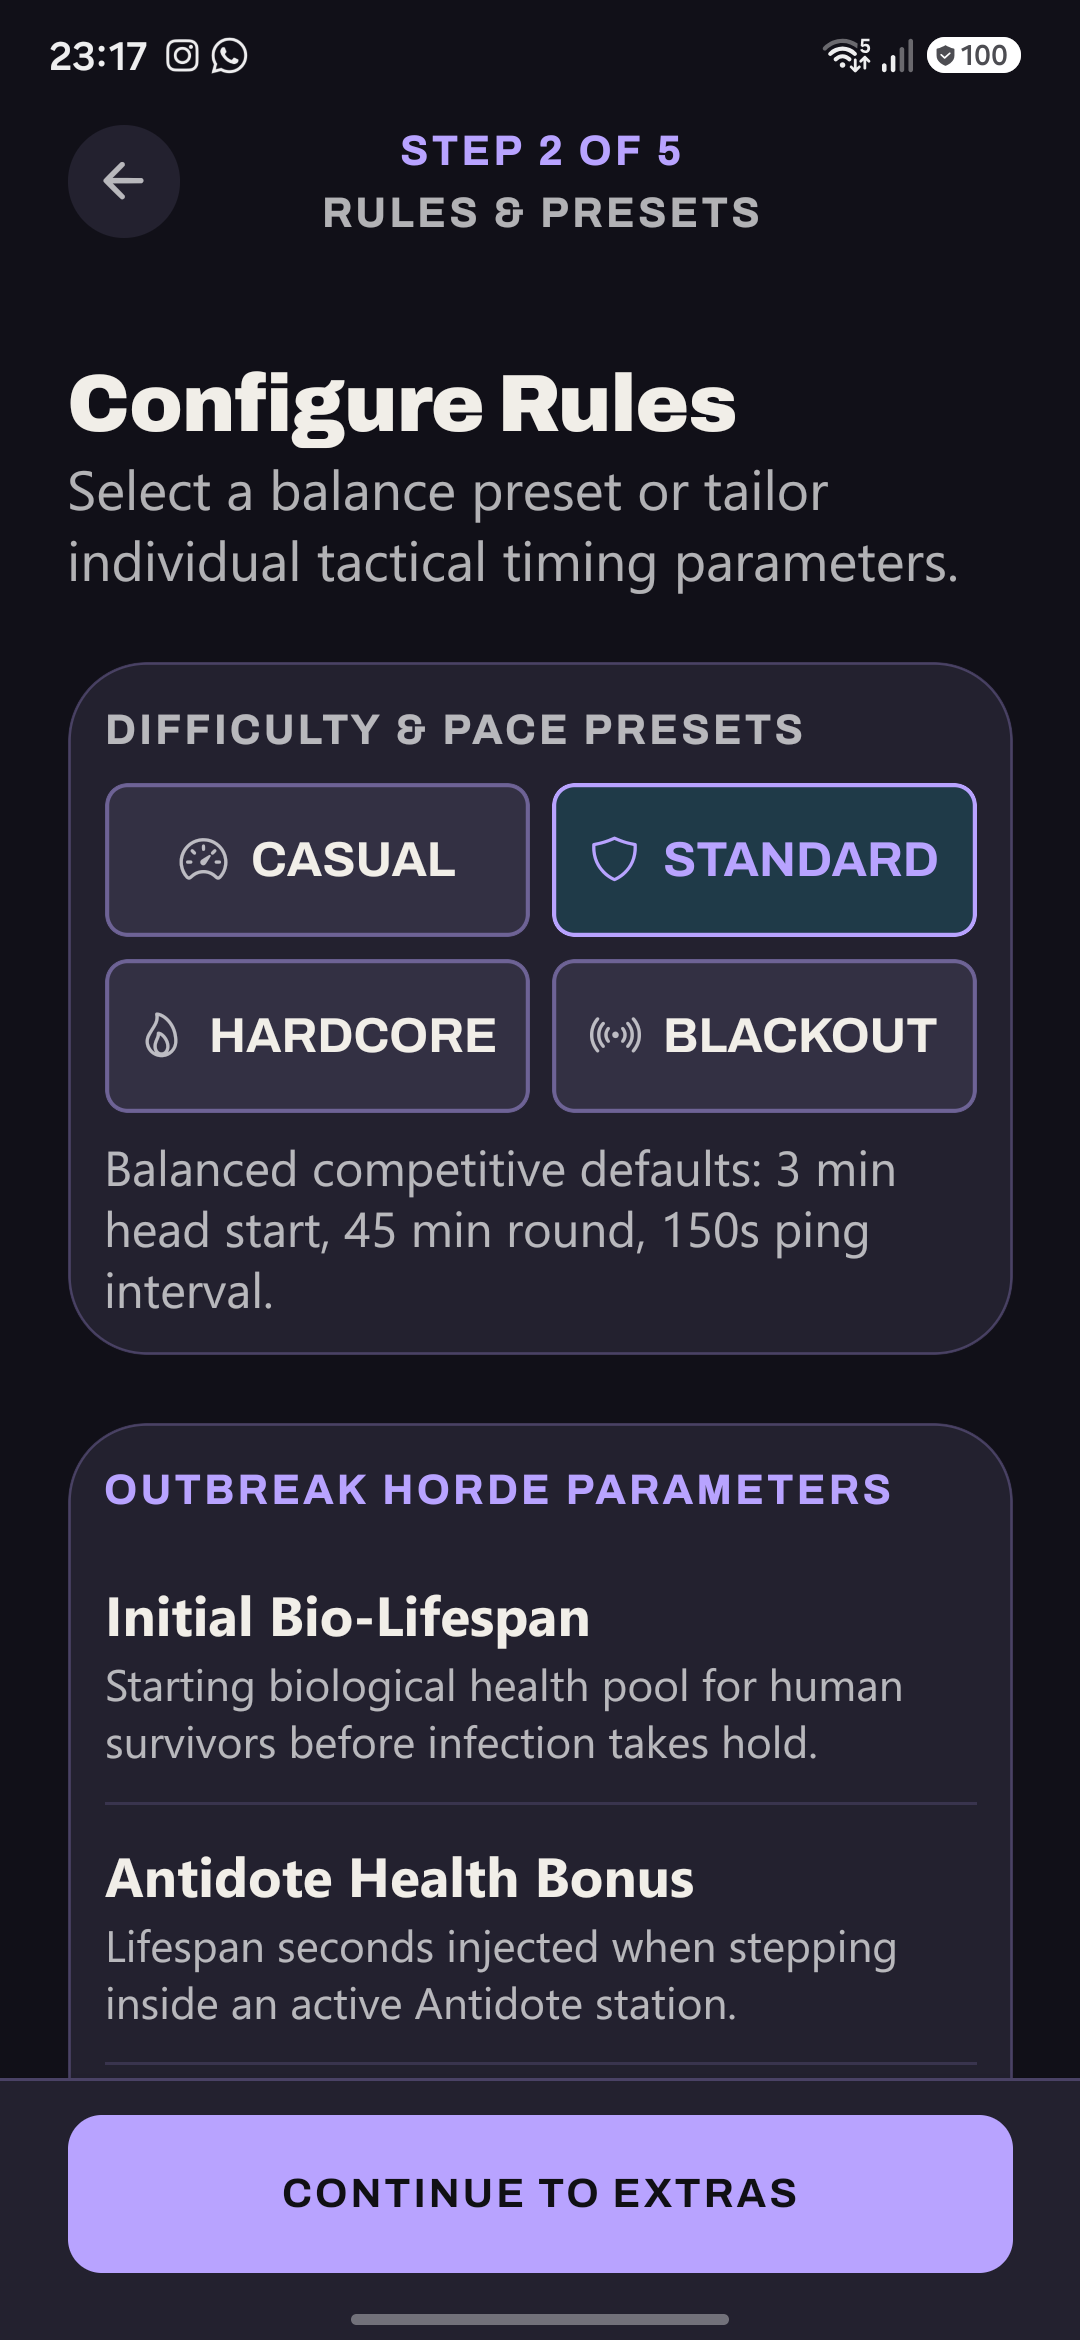 23:17
5
100
STEP 2 OF 5
RULES & PRESETS
Configure Rules
Select a balance preset or tailor
individual tactical timing parameters.
DIFFICULTY & PACE PRESETS
CASUAL
STANDARD
HARDCORE
BLACKOUT
Balanced competitive defaults: 3 min
head start, 45 min round, 150s ping
interval.
OUTBREAK HORDE PARAMETERS
Initial Bio-Lifespan
Starting biological health pool for human
survivors before infection takes hold.
Antidote Health Bonus
Lifespan seconds injected when stepping
inside an active Antidote station.
CONTINUE TO EXTRAS